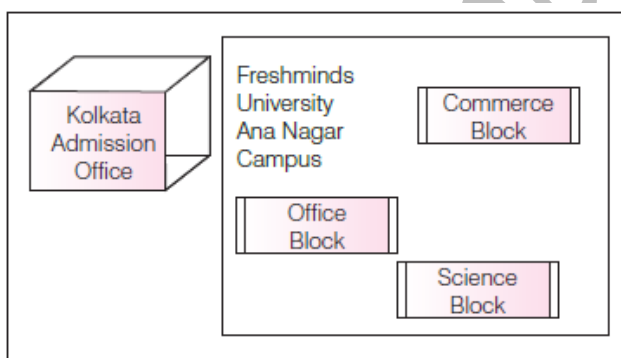 Kolkata
Admission
Office
Freshminds
University
Ana Nagar
Campus
Commerce
Block
Office
Block
Science
Block